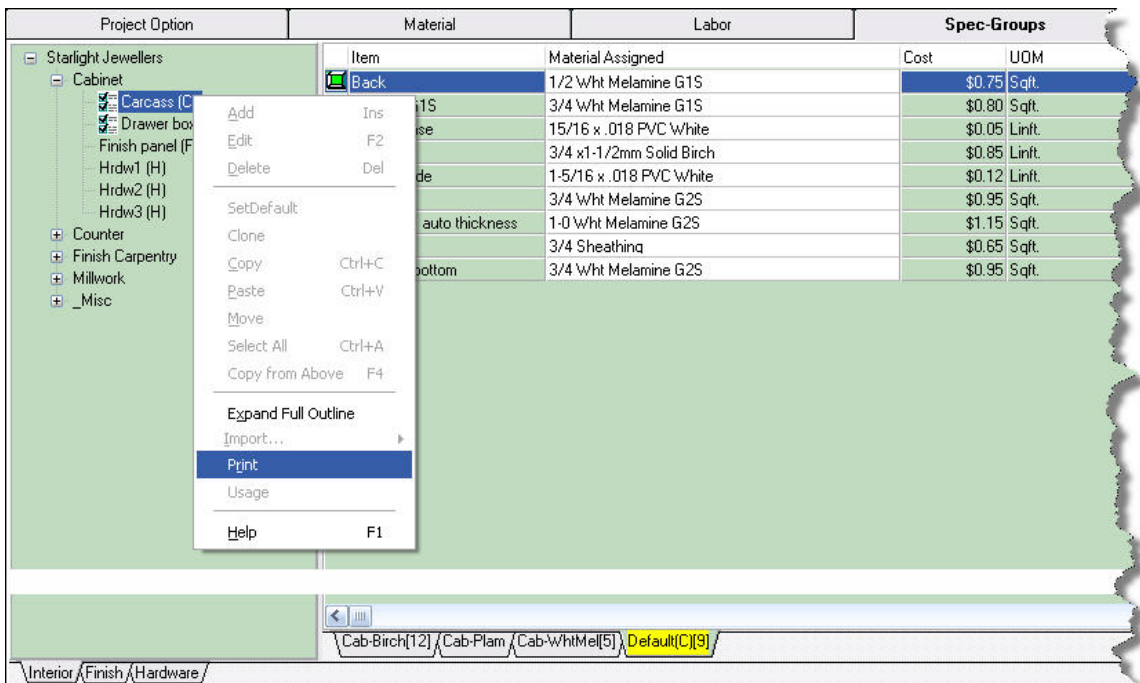 Project Option Material Labor Spec-Groups
Starlight Jewellers
Cabinet
Carcass (C
Drawer box
Finish panel (F
Hrdw1 (H)
Hrdw2 (H)
Hrdw3 (H)
Counter
Finish Carpentry
Millwork
_Misc
Add Ins
Edit F2
Delete Del
SetDefault
Clone
Copy Ctrl+C
Paste Ctrl+V
Move
Select All Ctrl+A
Copy from Above F4
Expand Full Outline
Import...
Print
Usage
Help F1
Item Material Assigned Cost UOM
Back 1/2 Wht Melamine G1S $0.75 Sqft.
G1S 3/4 Wht Melamine G1S $0.80 Sqft.
15/16 x .018 PVC White $0.05 Linft.
3/4 x1-1/2mm Solid Birch $0.85 Linft.
1-5/16 x .018 PVC White $0.12 Linft.
3/4 Wht Melamine G2S $0.95 Sqft.
auto thickness 1-0 Wht Melamine G2S $1.15 Sqft.
3/4 Sheathing $0.65 Sqft.
bottom 3/4 Wht Melamine G2S $0.95 Sqft.
Cab-Birch[12] Cab-Plam Cab-WhtMel[5] Default(C)[9]
Interior Finish Hardware